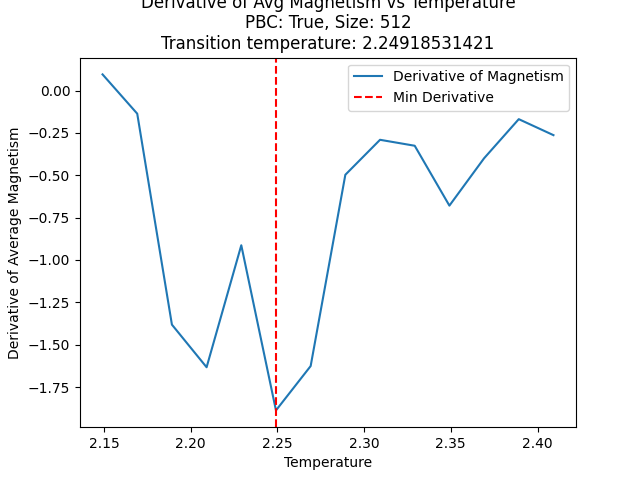 Derivative of Avg Magnetism vs Temperature
PBC: True, Size: 512
Transition temperature: 2.24918531421
Derivative of Magnetism
Min Derivative
0.00
−0.25
−0.50
−0.75
−1.00
−1.25
−1.50
−1.75
Derivative of Average Magnetism
2.15
2.20
2.25
2.30
2.35
2.40
Temperature